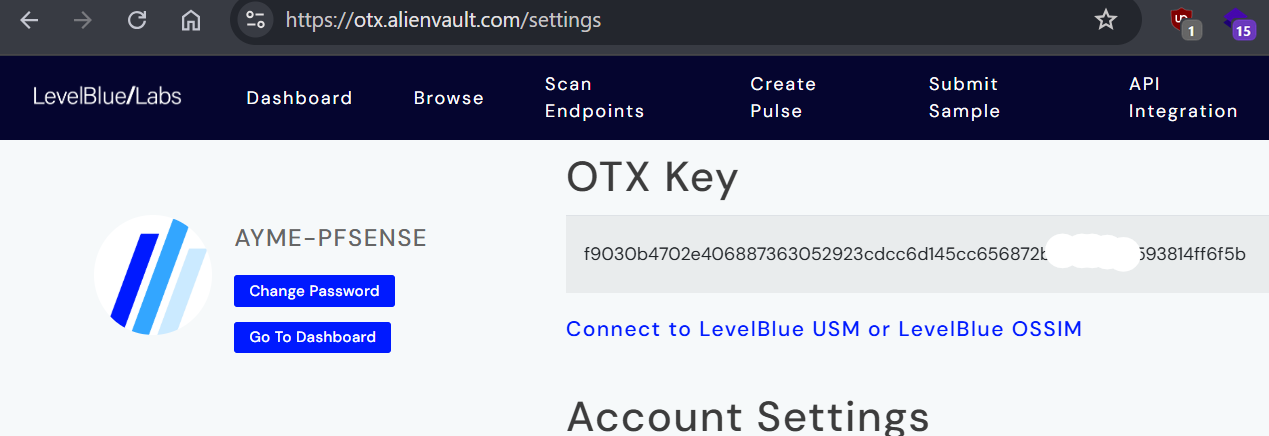 https://otx.alienvault.com/settings
1
15
LevelBlue/Labs
Dashboard
Browse
Scan
Endpoints
Create
Pulse
Submit
Sample
API
Integration
OTX Key
AYME-PFSENSE
f9030b4702e406887363052923cdcc6d145cc656872b 593814ff6f5b
Change Password
Go To Dashboard
Connect to LevelBlue USM or LevelBlue OSSIM
Account Settings